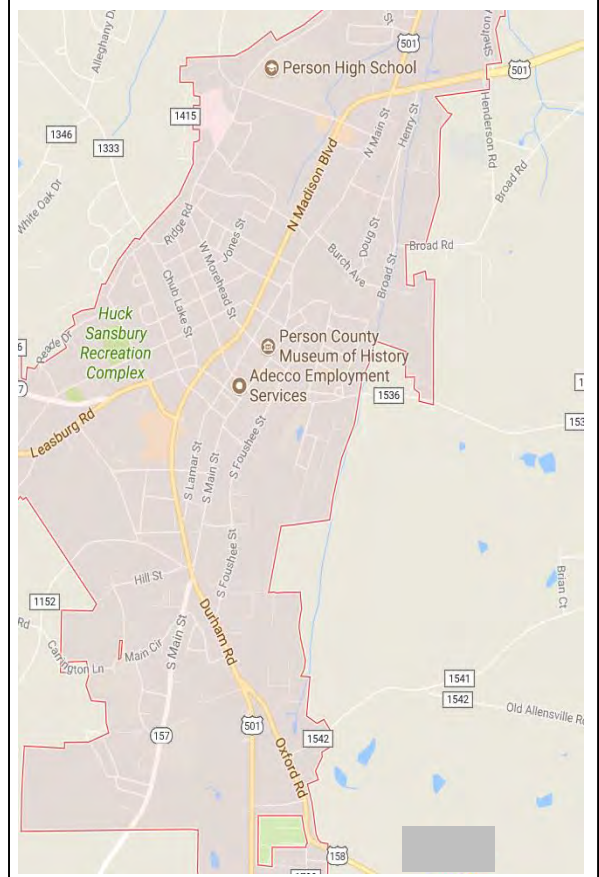 Alleghany Dr
St
501
Shelton
Person High School
501
1415
1346
1333
N Main St
Henry St
Henderson Rd
Broad Rd
White Oak Dr
N Madison Blvd
Ridge Rd
Jones St
Doug St
Burch Ave
Broad Rd
W Morehead St
Chub Lake St
Broad St
Huck
Sansbury
Recreation
Complex
Person County
Museum of History
Adecco Employment
Services
1536
Leasburg Rd
S Lamar St
S Main St
S Foushee St
S Foushee St
Hill St
1152
Brian Ct
Rd
Durham Rd
S Main St
Main Cir
Carrington Ln
1541
1542
Old Allensville Rd
501
157
1542
Oxford Rd
158